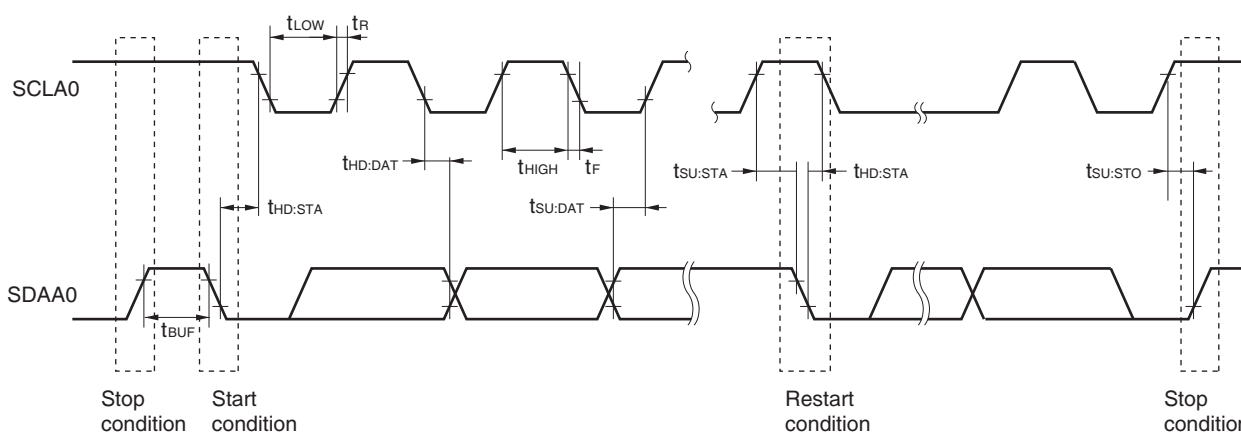 tLOW
tR
SCLA0
tHD:DAT
tHIGH
tF
tSU:STA
tHD:STA
tSU:STO
tHD:STA
tSU:DAT
SDAA0
tBUF
Stop
condition
Start
condition
Restart
condition
Stop
condition